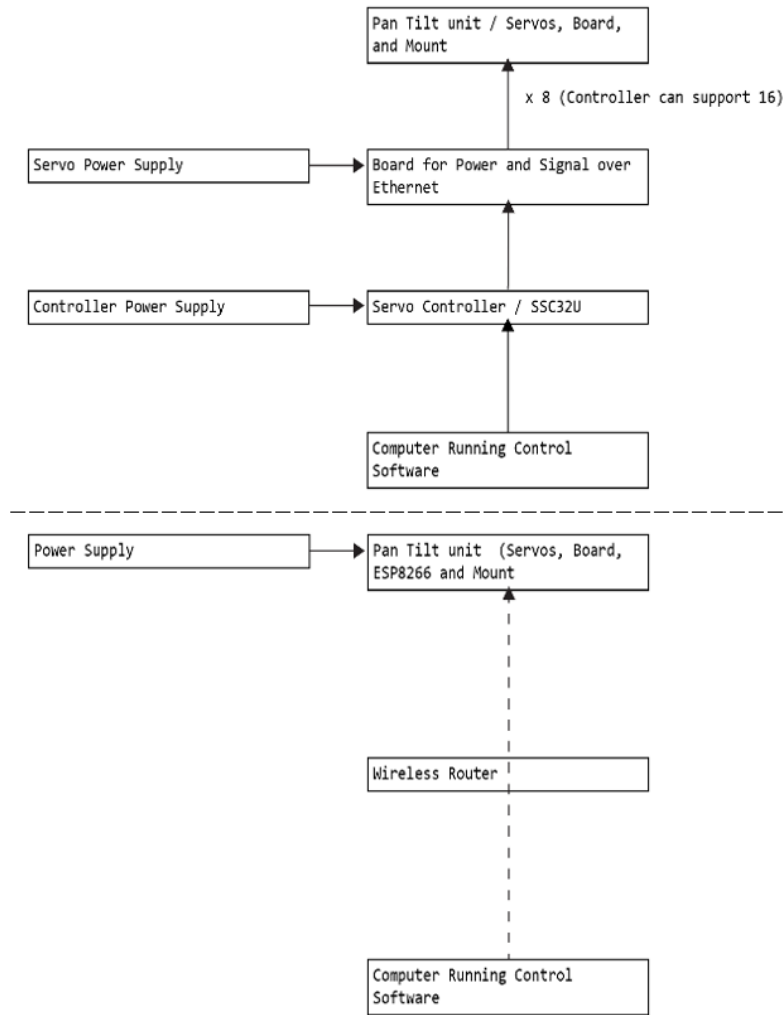 Pan Tilt unit / Servos, Board,
and Mount
x 8 (Controller can support 16)
Servo Power Supply
Board for Power and Signal over
Ethernet
Controller Power Supply
Servo Controller / SSC32U
Computer Running Control
Software
Power Supply
Pan Tilt unit (Servos, Board,
ESP8266 and Mount
Wireless Router
Computer Running Control
Software